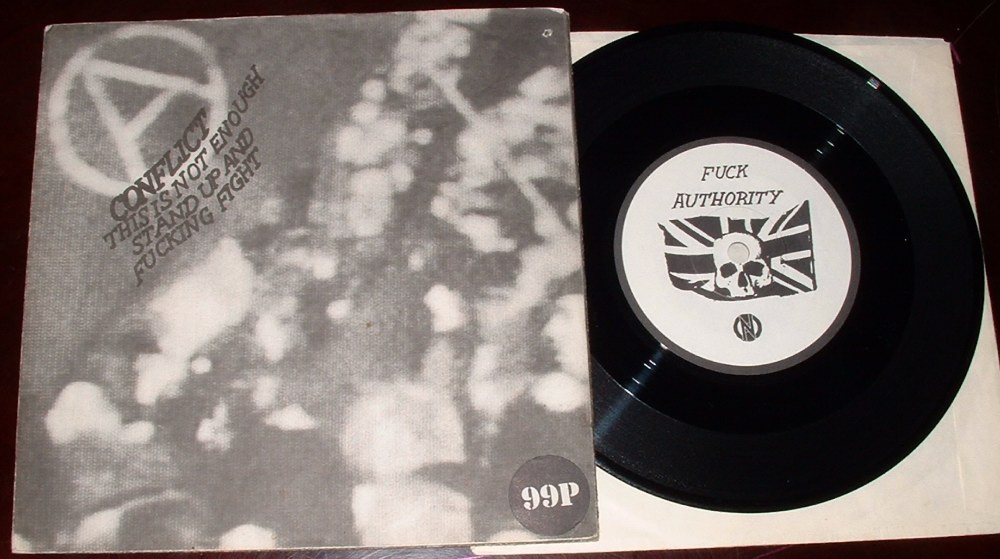 CONFLICT
THIS IS NOT ENOUGH
STAND UP AND
FUCKING FIGHT
99P
FUCK
AUTHORITY